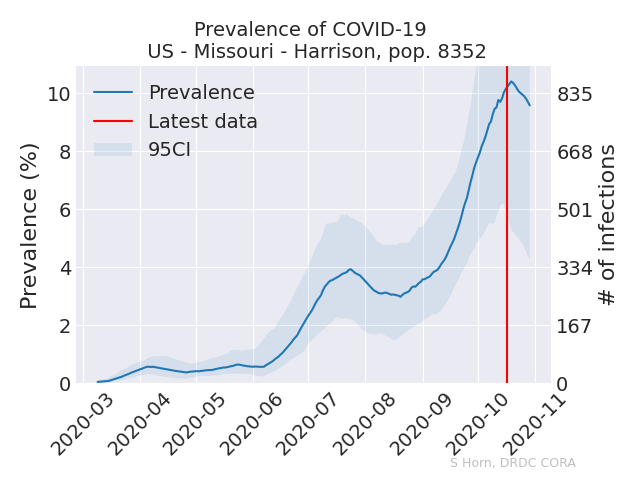 Prevalence of COVID-19
US - Missouri - Harrison, pop. 8352
Prevalence
Latest data
95CI
Prevalence (%)
10
8
6
4
2
0
835
668
501
334
167
0
# of infections
2020-03
2020-04
2020-05
2020-06
2020-07
2020-08
2020-09
2020-10
2020-11
S Horn, DRDC CORA